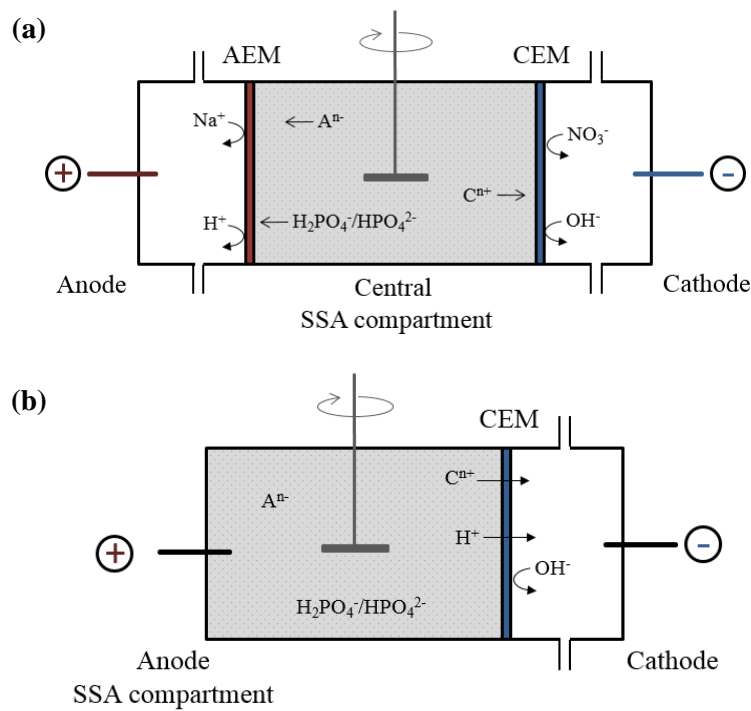 (a)
AEM
CEM
Na⁺
Aⁿ⁻
NO₃⁻
+
Cⁿ⁺
-
H⁺
H₂PO₄⁻/HPO₄²⁻
OH⁻
Anode
Central
SSA compartment
Cathode
(b)
CEM
Cⁿ⁺
Aⁿ⁻
H⁺
+
-
OH⁻
H₂PO₄⁻/HPO₄²⁻
Anode
SSA compartment
Cathode